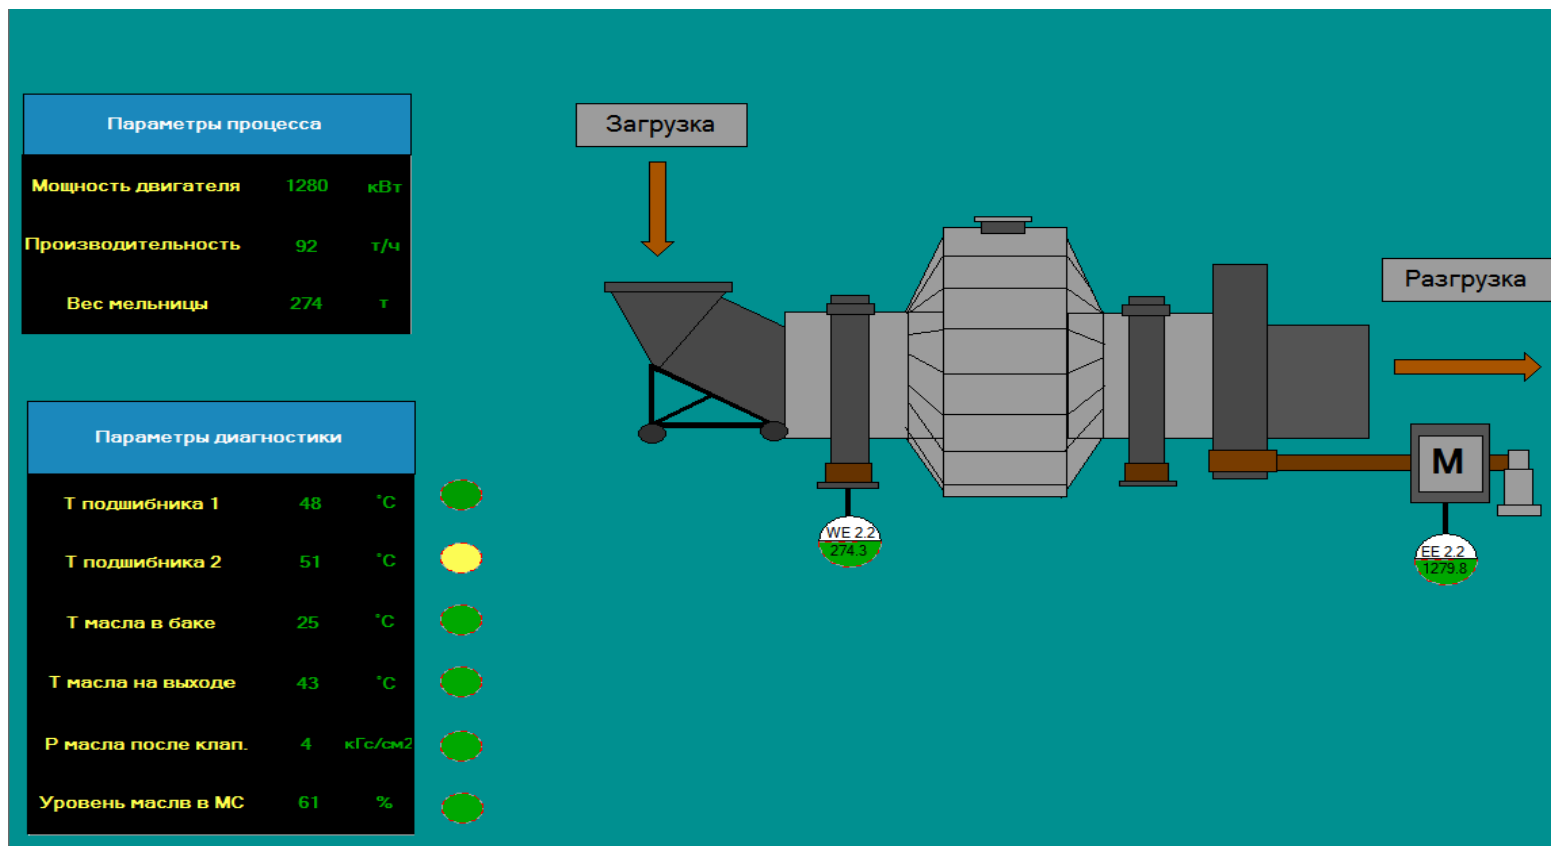 Параметры процесса
Мощность двигателя 1280 кВт
Производительность 92 т/ч
Вес мельницы 274 т
Параметры диагностики
Т подшибника 1 48 °С
Т подшибника 2 51 °С
Т масла в баке 25 °С
Т масла на выходе 43 °С
Р масла после клап. 4 кГс/см2
Уровень маслв в МС 61 %
Загрузка
Разгрузка
WE 2.2
274.3
М
EE 2.2
1279.8